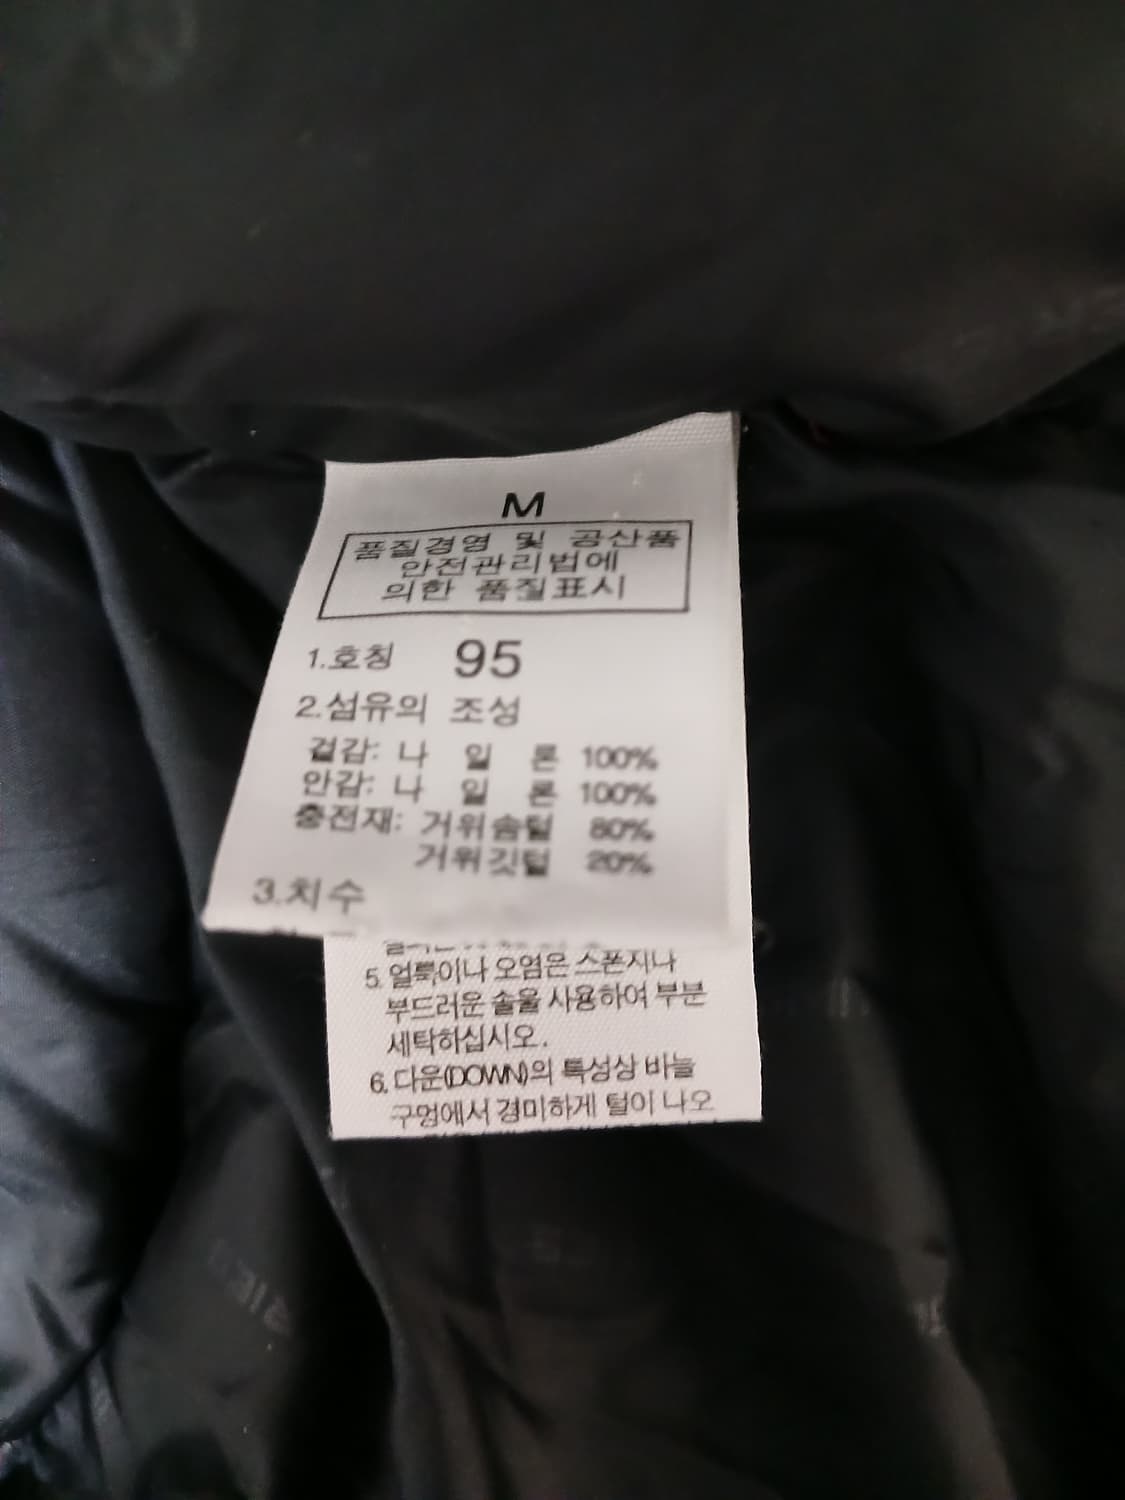 M
품질경영 및 공산품
안전관리법에
의한 품질표시
1.호칭 95
2.섬유의 조성
겉감: 나 일 론 100%
안감: 나 일 론 100%
충전재: 거위솜털 80%
거위깃털 20%
3.치수
5. 얼룩이나 오염은 스폰지나
부드러운 솔을 사용하여 부분
세탁하십시오.
6. 다운(DOWN)의 특성상 바늘
구멍에서 경미하게 털이 나오